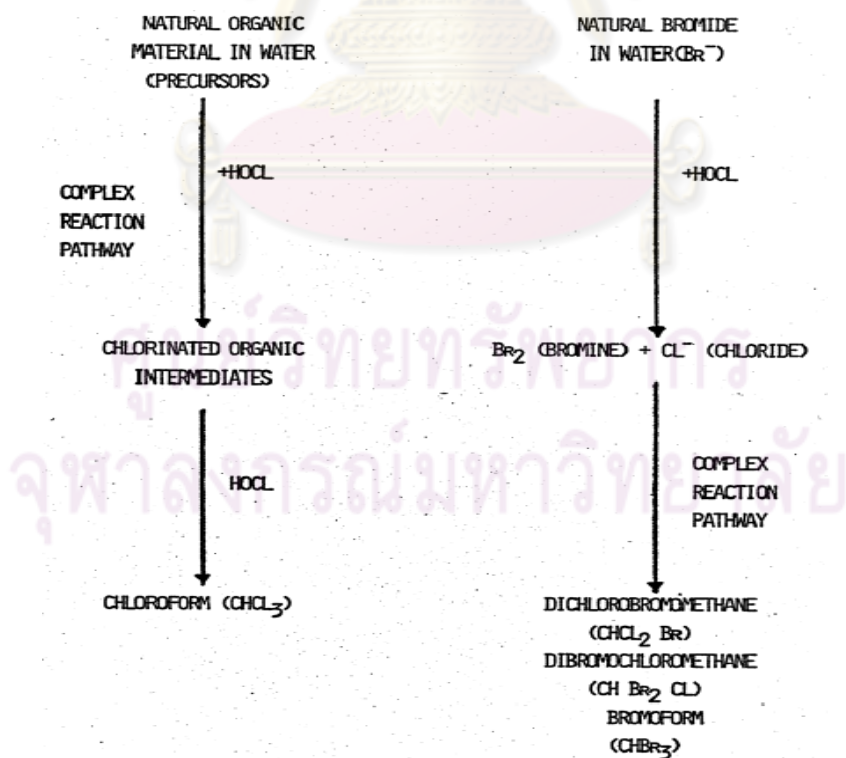 NATURAL ORGANIC
MATERIAL IN WATER
(PRECURSORS)
+HOCL
COMPLEX
REACTION
PATHWAY
CHLORINATED ORGANIC
INTERMEDIATES
HOCL
CHLOROFORM (CHCL₃)
NATURAL BROMIDE
IN WATER(BR⁻)
+HOCL
BR₂ (BROMINE) + CL⁻ (CHLORIDE)
COMPLEX
REACTION
PATHWAY
DICHLOROBROMOMETHANE
(CHCL₂ BR)
DIBROMOCHLOROMETHANE
(CH BR₂ CL)
BROMOFORM
(CHBR₃)
ศูนย์วิทยทรัพยากร
จุฬาลงกรณ์มหาวิทยาลัย